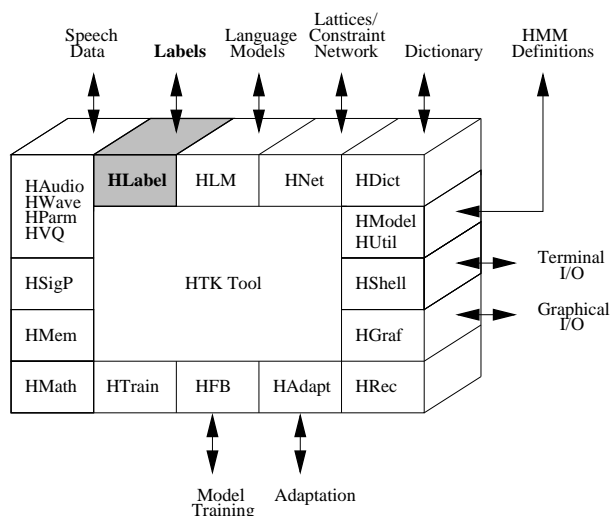 Speech
Data
Labels
Language
Models
Lattices/
Constraint
Network
Dictionary
HMM
Definitions
HAudio
HWave
HParm
HVQ
HLabel
HLM
HNet
HDict
HModel
HUtil
HSigP
HTK Tool
HShell
Terminal
I/O
HMem
HGraf
Graphical
I/O
HMath
HTrain
HFB
HAdapt
HRec
Model
Training
Adaptation